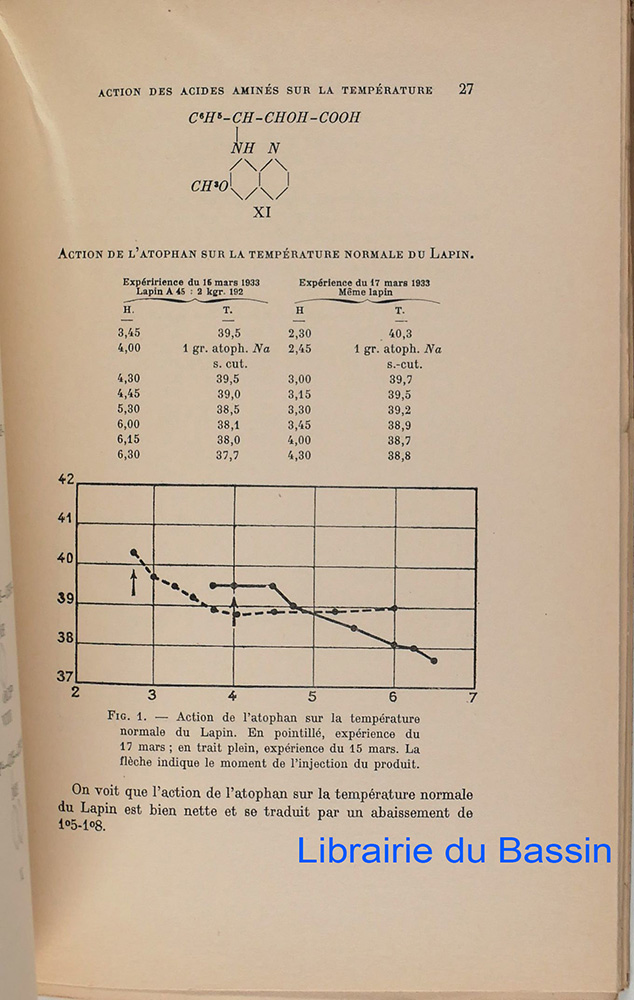 ACTION DES ACIDES AMINÉS SUR LA TEMPÉRATURE 27
C⁶H⁵-CH-CHOH-COOH
NH N
CH³O
XI
ACTION DE L'ATOPHAN SUR LA TEMPÉRATURE NORMALE DU LAPIN.
Expéririence du 16 mars 1933 Expérience du 17 mars 1933
Lapin A 45 : 2 kgr. 192 Même lapin
H. T. H T.
3,45 39,5 2,30 40,3
4,00 1 gr. atoph. Na 2,45 1 gr. atoph. Na
s. cut. s.-cut.
4,30 39,5 3,00 39,7
4,45 39,0 3,15 39,5
5,30 38,5 3,30 39,2
6,00 38,1 3,45 38,9
6,15 38,0 4,00 38,7
6,30 37,7 4,30 38,8
42
41
40
39
38
37
2 3 4 5 6 7
FIG. 1. — Action de l'atophan sur la température
normale du Lapin. En pointillé, expérience du
17 mars ; en trait plein, expérience du 15 mars. La
flèche indique le moment de l'injection du produit.
On voit que l'action de l'atophan sur la température normale
du Lapin est bien nette et se traduit par un abaissement de
1º5-1º8.
Librairie du Bassin